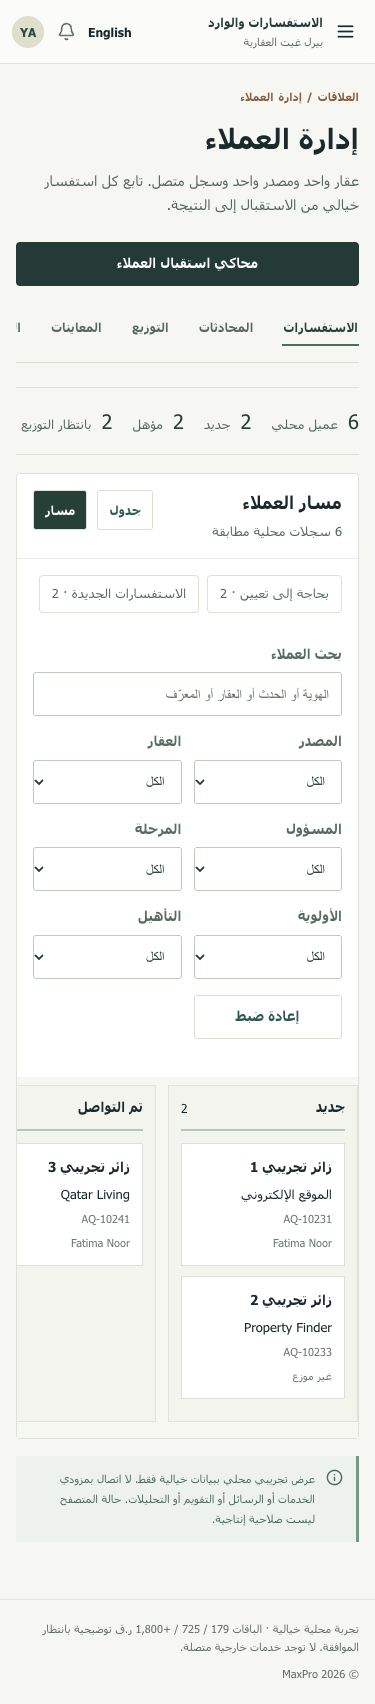 الاستفسارات والوارد
بيرل غيت العقارية
English
YA
العلاقات / إدارة العملاء
إدارة العملاء
عقار واحد ومصدر واحد وسجل متصل. تابع كل استفسار
خيالي من الاستقبال إلى النتيجة.
محاكي استقبال العملاء
الاستفسارات المحادثات التوزيع المعاينات
6 عميل محلي 2 جديد 2 مؤهل 2 بانتظار التوزيع
مسار العملاء
6 سجلات محلية مطابقة
جدول
مسار
بحاجة إلى تعيين · 2
الاستفسارات الجديدة · 2
بحث العملاء
الهوية أو الحدث أو العقار أو المعرّف
المصدر العقار
الكل الكل
المسؤول المرحلة
الكل الكل
الأولوية التأهيل
الكل الكل
إعادة ضبط
جديد 2
زائر تجريبي 1
الموقع الإلكتروني
AQ-10231
Fatima Noor
زائر تجريبي 2
Property Finder
AQ-10233
غير موزع
تم التواصل
زائر تجريبي 3
Qatar Living
AQ-10241
Fatima Noor
عرض تجريبي محلي ببيانات خيالية فقط. لا اتصال بمزودي
الخدمات أو الرسائل أو التقويم أو التحليلات. حالة المتصفح
ليست صلاحية إنتاجية.
تجربة محلية خيالية · الباقات 179 / 725 / +1,800 ر.ق توضيحية بانتظار
الموافقة. لا توجد خدمات خارجية متصلة.
© 2026 MaxPro